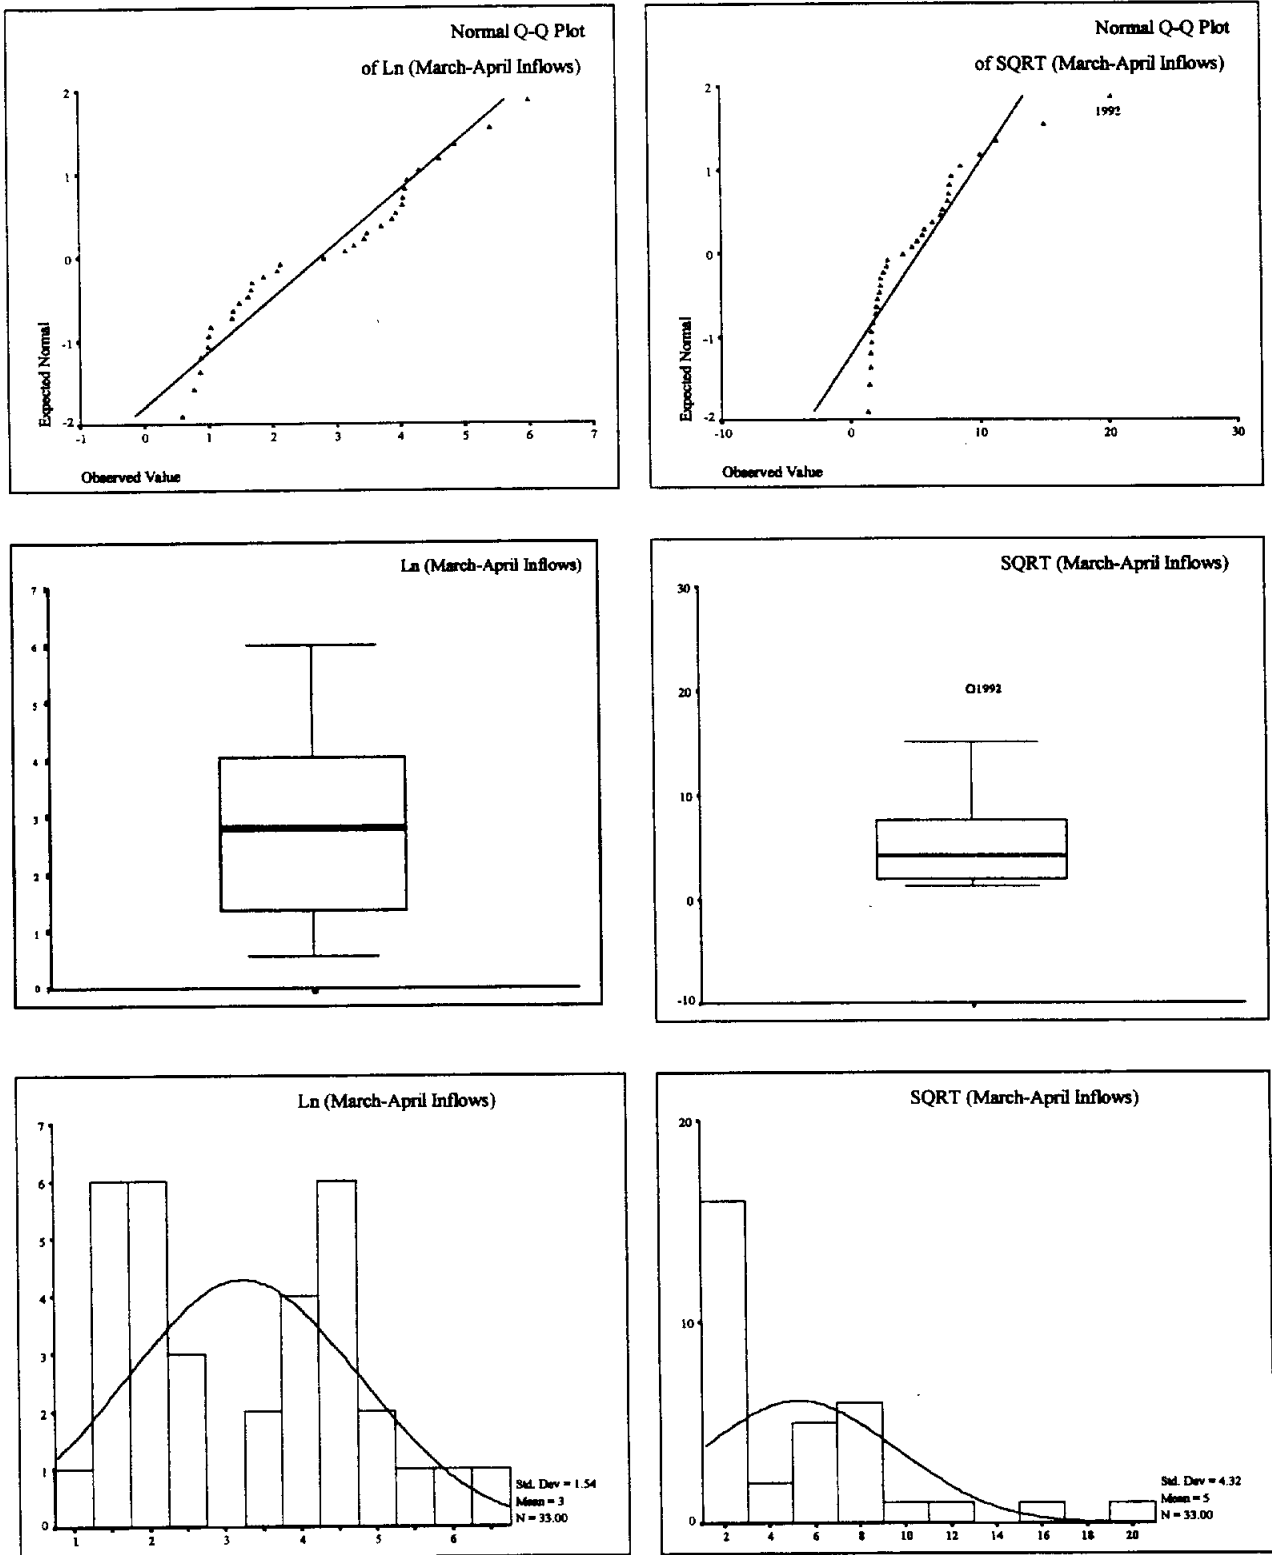 Normal Q-Q Plot
of Ln (March-April Inflows)
2
1
0
-1
-2
Expected Normal
-1 0 1 2 3 4 5 6 7
Observed Value
Normal Q-Q Plot
of SQRT (March-April Inflows)
2
1992
1
0
-1
-2
Expected Normal
-10 0 10 20 30
Observed Value
Ln (March-April Inflows)
7
6
5
4
3
2
1
0
SQRT (March-April Inflows)
30
20
1992
10
0
-10
Ln (March-April Inflows)
7
6
5
4
3
2
1
0
1 2 3 4 5 6
Std. Dev = 1.54
Mean = 3
N = 33.00
SQRT (March-April Inflows)
20
10
0
2 4 6 8 10 12 14 16 18 20
Std. Dev = 4.32
Mean = 5
N = 33.00